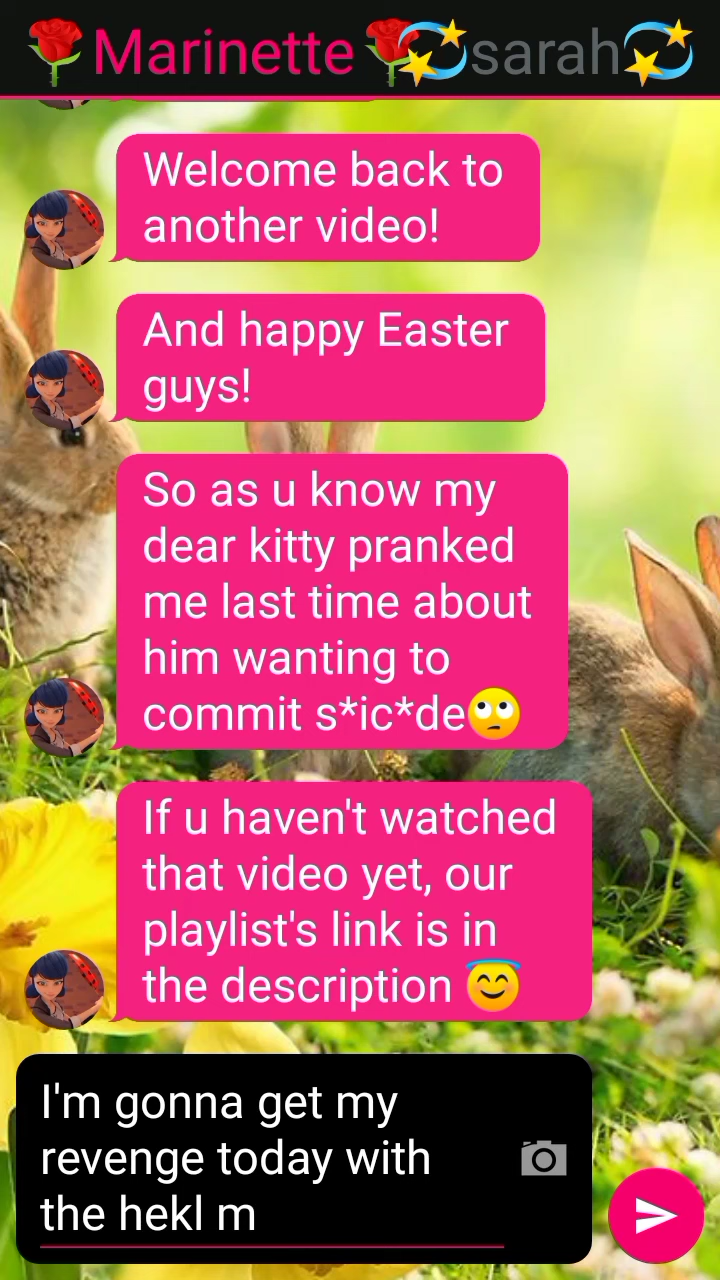 🌹Marinette🌹💫sarah💫
Welcome back to
another video!
And happy Easter
guys!
So as u know my
dear kitty pranked
me last time about
him wanting to
commit s*ic*de🙄
If u haven't watched
that video yet, our
playlist's link is in
the description 😇
I'm gonna get my
revenge today with
the hekl m